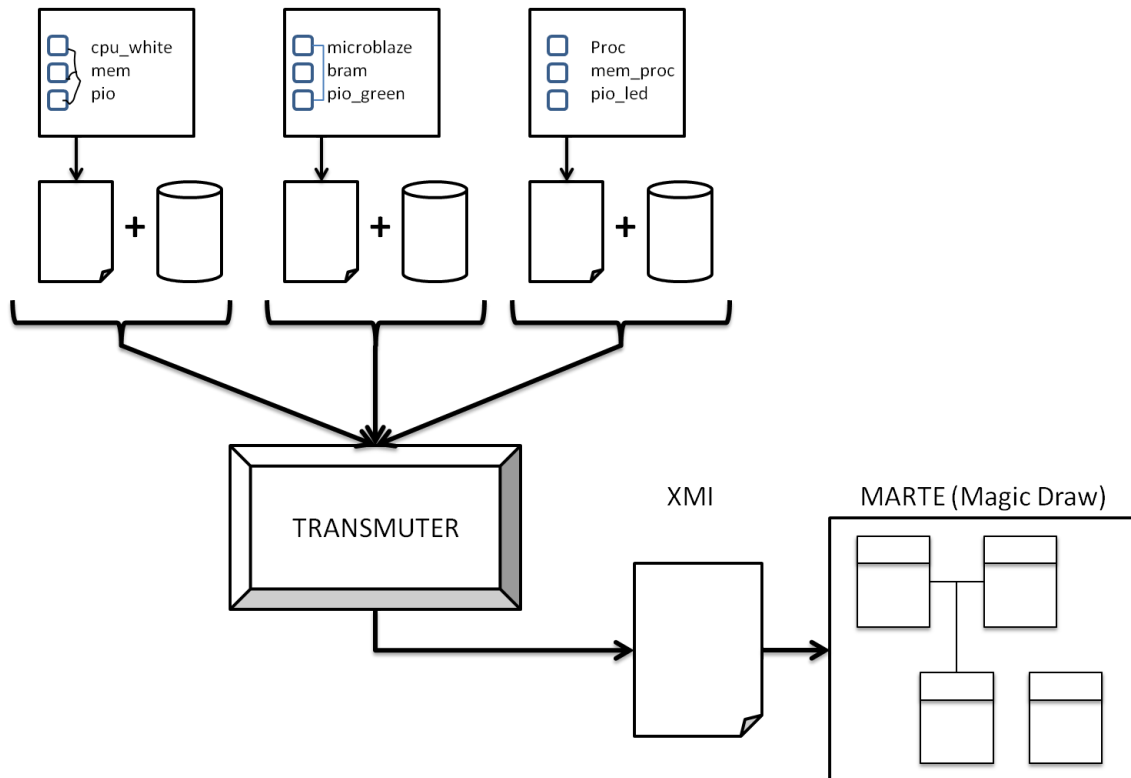 cpu_white
mem
pio
microblaze
bram
pio_green
Proc
mem_proc
pio_led
+
+
+
TRANSMUTER
XMI
MARTE (Magic Draw)